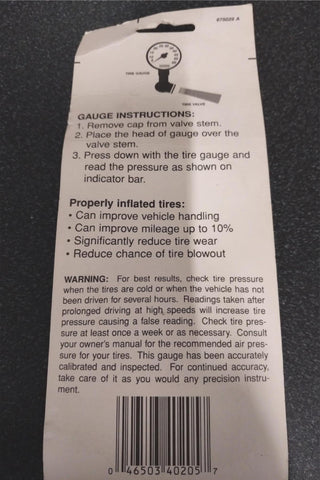 875029 A
TIRE GAUGE
TIRE VALVE
GAUGE INSTRUCTIONS:
1. Remove cap from valve stem.
2. Place the head of gauge over the
valve stem.
3. Press down with the tire gauge and
read the pressure as shown on
indicator bar.
Properly inflated tires:
• Can improve vehicle handling
• Can improve mileage up to 10%
• Significantly reduce tire wear
• Reduce chance of tire blowout
WARNING: For best results, check tire pressure
when the tires are cold or when the vehicle has not
been driven for several hours. Readings taken after
prolonged driving at high speeds will increase tire
pressure causing a false reading. Check tire pres-
sure at least once a week or as necessary. Consult
your owner's manual for the recommended air pres-
sure for your tires. This gauge has been accurately
calibrated and inspected. For continued accuracy,
take care of it as you would any precision instru-
ment.
0 46503 40205 7